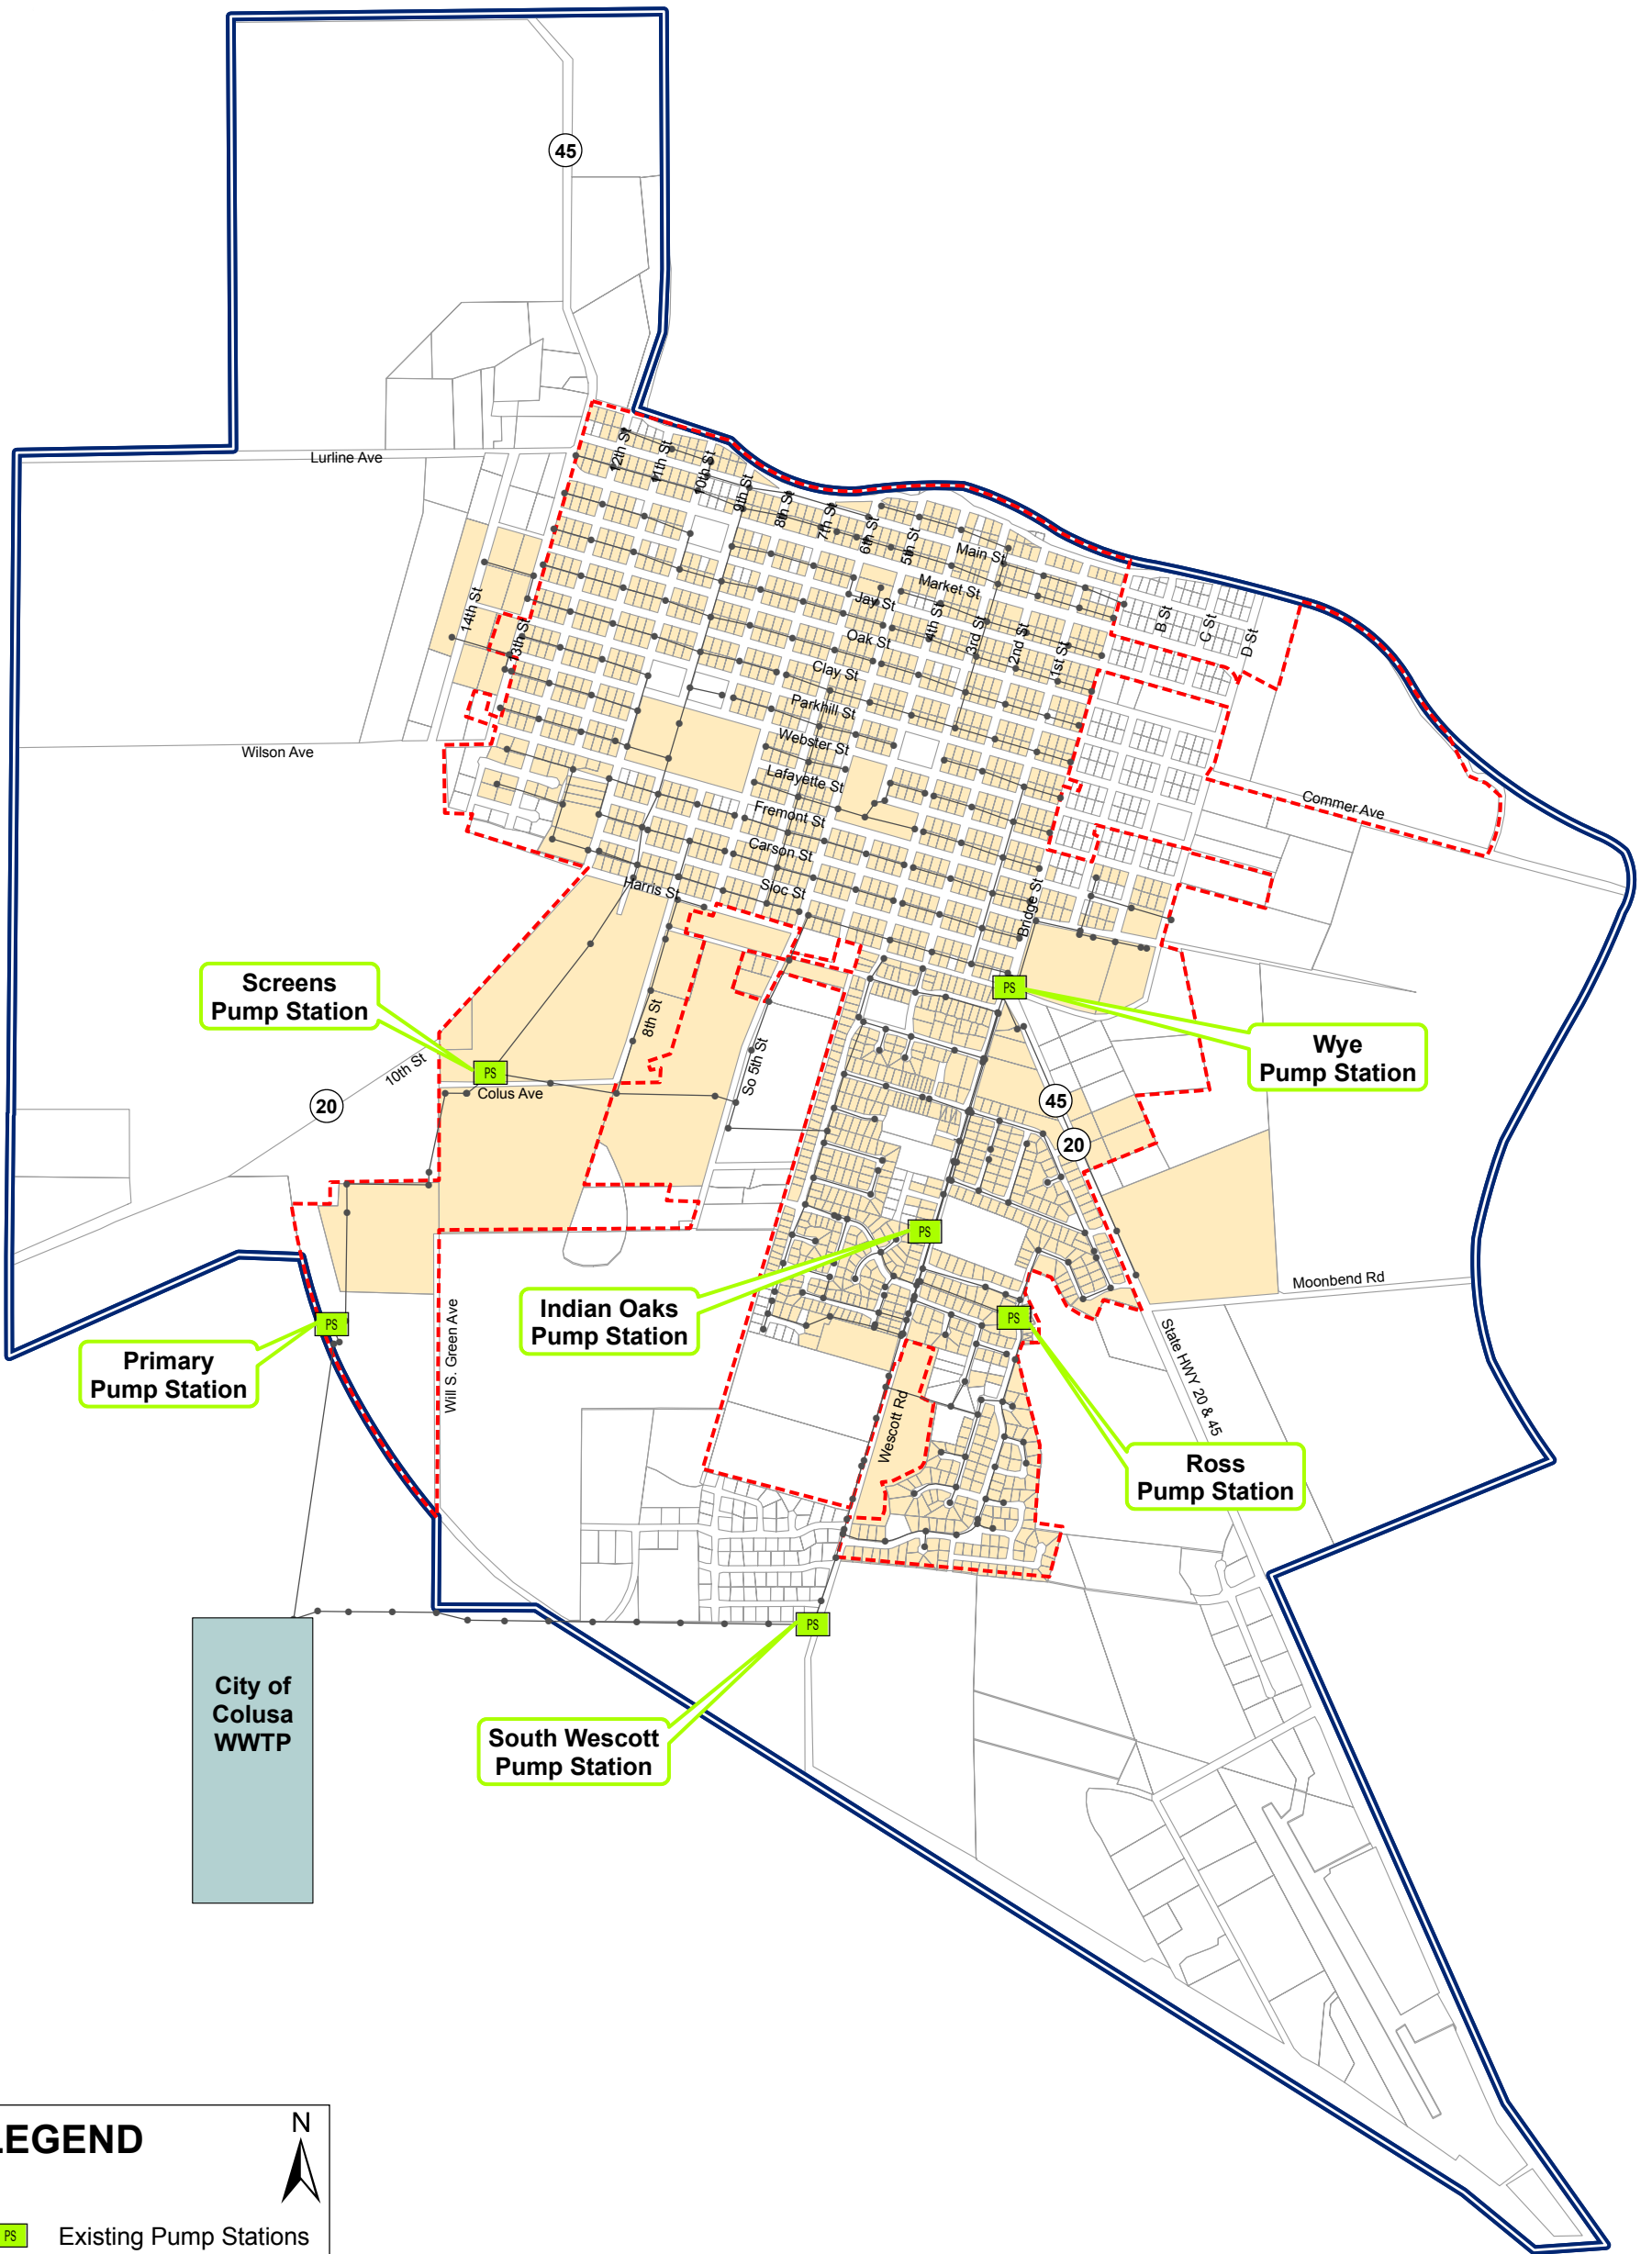 45
Lurline Ave
12th St
11th St
10th St
9th St
8th St
7th St
6th St
5th St
Main St
Market St
Jay St
4th St
3rd St
2nd St
1st St
B St
C St
D St
14th St
13th St
Oak St
Clay St
Parkhill St
Webster St
Wilson Ave
Lafayette St
Fremont St
Commer Ave
Carson St
Sioc St
Harris St
Bridge St
Screens
Pump Station
PS
Wye
Pump Station
8th St
So 5th St
10th St
PS
Colus Ave
20
45
20
PS
Moonbend Rd
Indian Oaks
Pump Station
PS
PS
Primary
Pump Station
Will S. Green Ave
State HWY 20 & 45
Wescott Rd
Ross
Pump Station
PS
City of
Colusa
WWTP
South Wescott
Pump Station
LEGEND
N
PS Existing Pump Stations